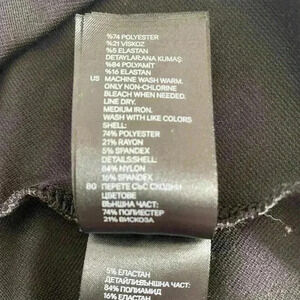 %74 POLYESTER
%21 VISKOZ
%5 ELASTAN
DETAYLARANA KUMAŞ
%84 POLYAMIT
%16 ELASTAN
US MACHINE WASH WARM.
ONLY NON-CHLORINE
BLEACH WHEN NEEDED.
LINE DRY.
MEDIUM IRON.
WASH WITH LIKE COLORS
SHELL:
74% POLYESTER
21% RAYON
5% SPANDEX
DETAILS:SHELL:
84% NYLON
16% SPANDEX
BG ПЕРЕТЕ СЪС СХОДНИ
ЦВЕТОВЕ
ВЪНШНА ЧАСТ:
74% ПОЛИЕСТЕР
21% ВИСКОЗА
5% ЕЛАСТАН
ДЕТАЙЛИ:ВЪНШНА ЧАСТ:
84% ПОЛИАМИД
16% ЕЛАСТАН